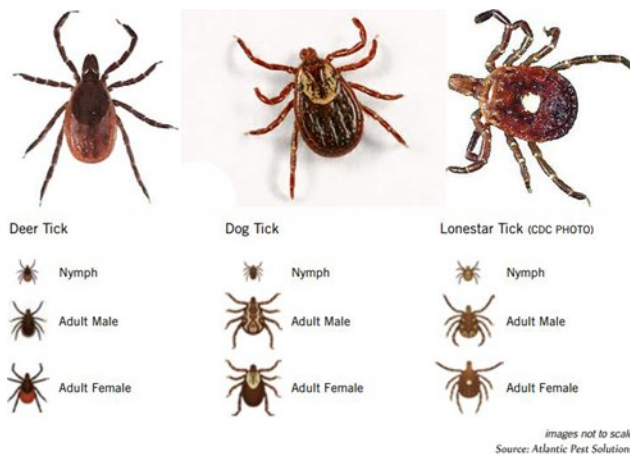 Deer Tick
Dog Tick
Lonestar Tick (CDC PHOTO)
Nymph
Nymph
Nymph
Adult Male
Adult Male
Adult Male
Adult Female
Adult Female
Adult Female
images not to scal
Source: Atlantic Pest Solution